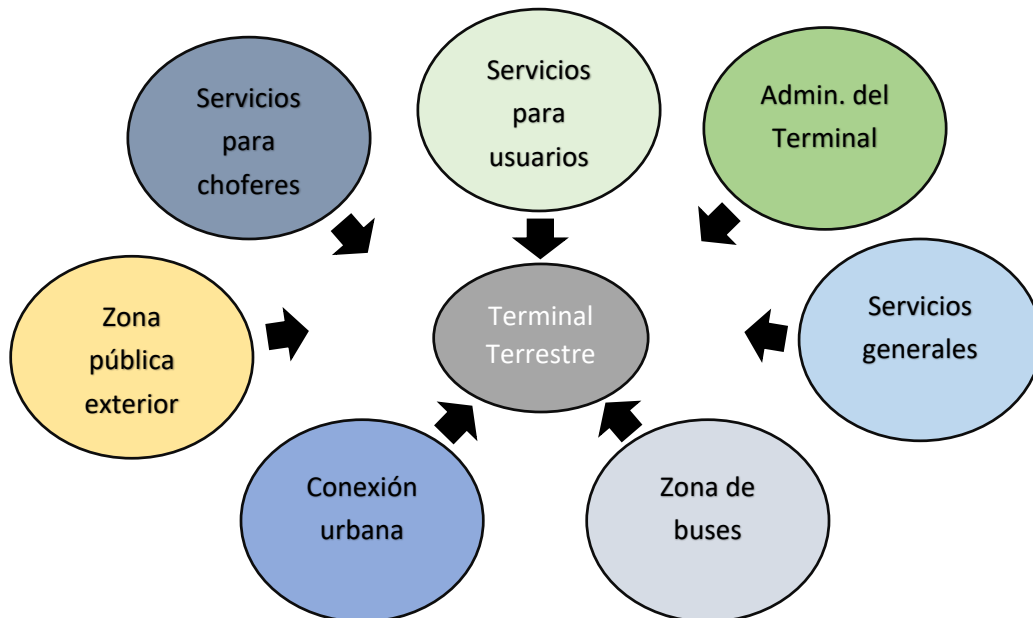 Servicios
para
choferes
Servicios
para
usuarios
Admin. del
Terminal
Zona
pública
exterior
Terminal
Terrestre
Servicios
generales
Conexión
urbana
Zona de
buses